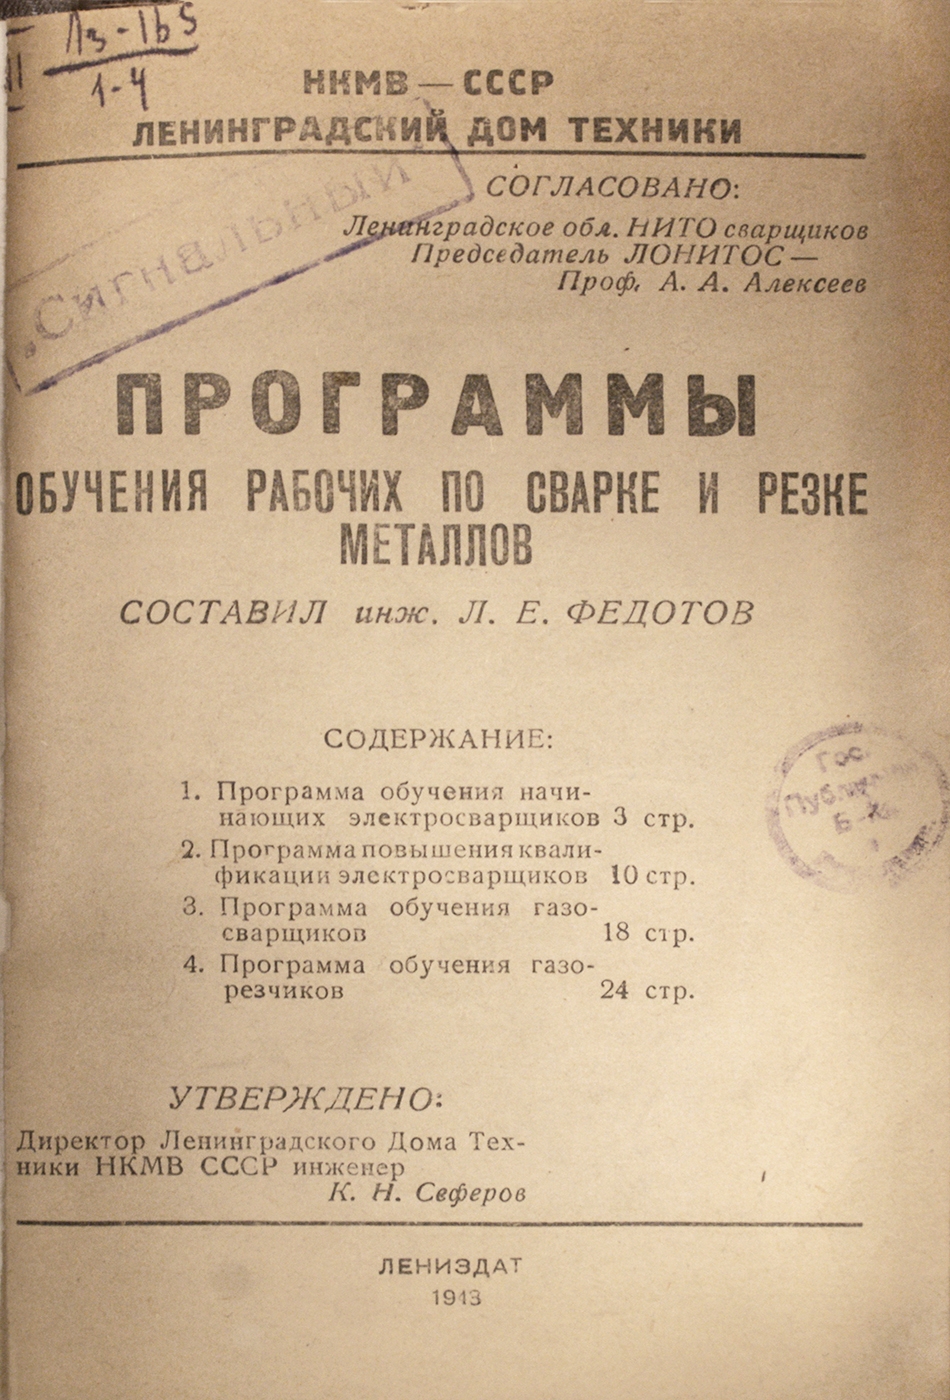 Лз-165
1-4
НКМВ — СССР
ЛЕНИНГРАДСКИЙ ДОМ ТЕХНИКИ
Сигнальный
СОГЛАСОВАНО:
Ленинградское обл. НИТО сварщиков
Председатель ЛОНИТОС —
Проф. А. А. Алексеев
ПРОГРАММЫ
ОБУЧЕНИЯ РАБОЧИХ ПО СВАРКЕ И РЕЗКЕ
МЕТАЛЛОВ
СОСТАВИЛ инж. Л. Е. ФЕДОТОВ
СОДЕРЖАНИЕ:
1. Программа обучения начи-
нающих электросварщиков 3 стр.
2. Программа повышения квали-
фикации электросварщиков 10 стр.
3. Программа обучения газо-
сварщиков 18 стр.
4. Программа обучения газо-
резчиков 24 стр.
Гос.
УТВЕРЖДЕНО:
Директор Ленинградского Дома Тех-
ники НКМВ СССР инженер
К. Н. Сеферов
ЛЕНИЗДАТ
1943